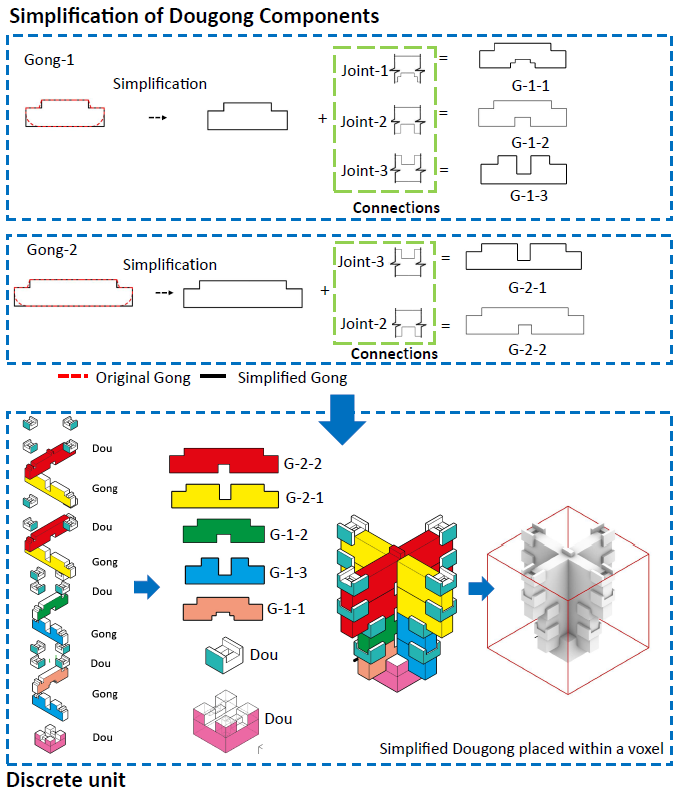 Simplification of Dougong Components
Gong-1
Simplification
+
Joint-1
=
G-1-1
Joint-2
=
G-1-2
Joint-3
=
G-1-3
Connections
Gong-2
Simplification
+
Joint-3
=
G-2-1
Joint-2
=
G-2-2
Connections
Original Gong
Simplified Gong
Dou
Gong
Dou
Gong
Dou
Gong
Dou
Gong
Dou
G-2-2
G-2-1
G-1-2
G-1-3
G-1-1
Dou
Dou
Simplified Dougong placed within a voxel
Discrete unit